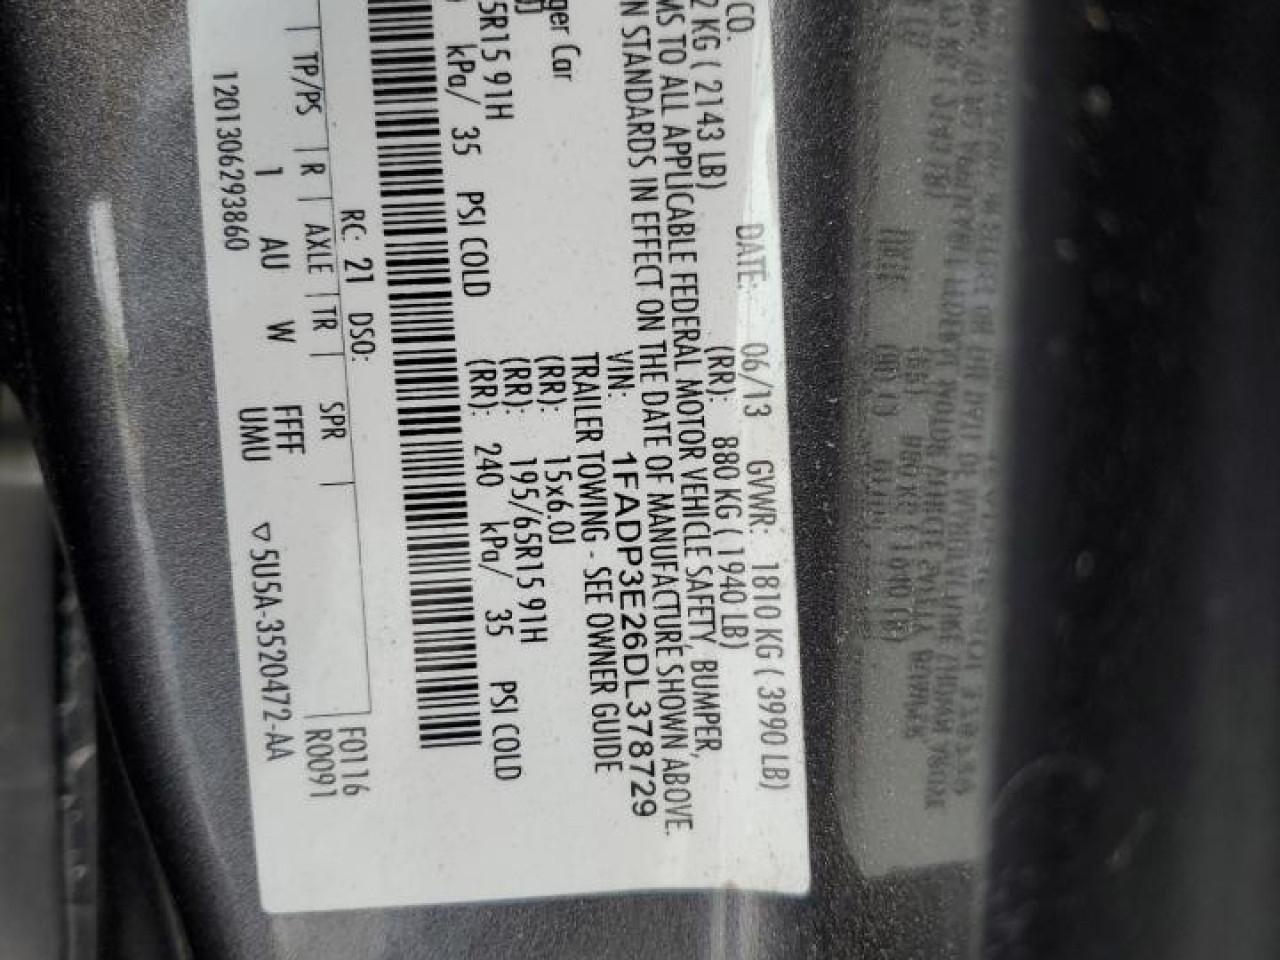 CO.
DATE: 06/13 GVWR: 1810 KG ( 3990 LB)
2 KG ( 2143 LB) (RR): 880 KG ( 1940 LB)
MS TO ALL APPLICABLE FEDERAL MOTOR VEHICLE SAFETY, BUMPER,
N STANDARDS IN EFFECT ON THE DATE OF MANUFACTURE SHOWN ABOVE.
VIN: 1FADP3E26DL378729
ger Car TRAILER TOWING - SEE OWNER GUIDE
(RR): 15x6.0J
5R15 91H (RR): 195/65R15 91H
kPa/ 35 PSI COLD (RR): 240 kPa/ 35 PSI COLD
RC: 21 DSO: F0116
TP/PS R AXLE TR SPR R0091
1 AU W FFFF
1201306293860 UMU ▽ 5U5A-3520472-AA